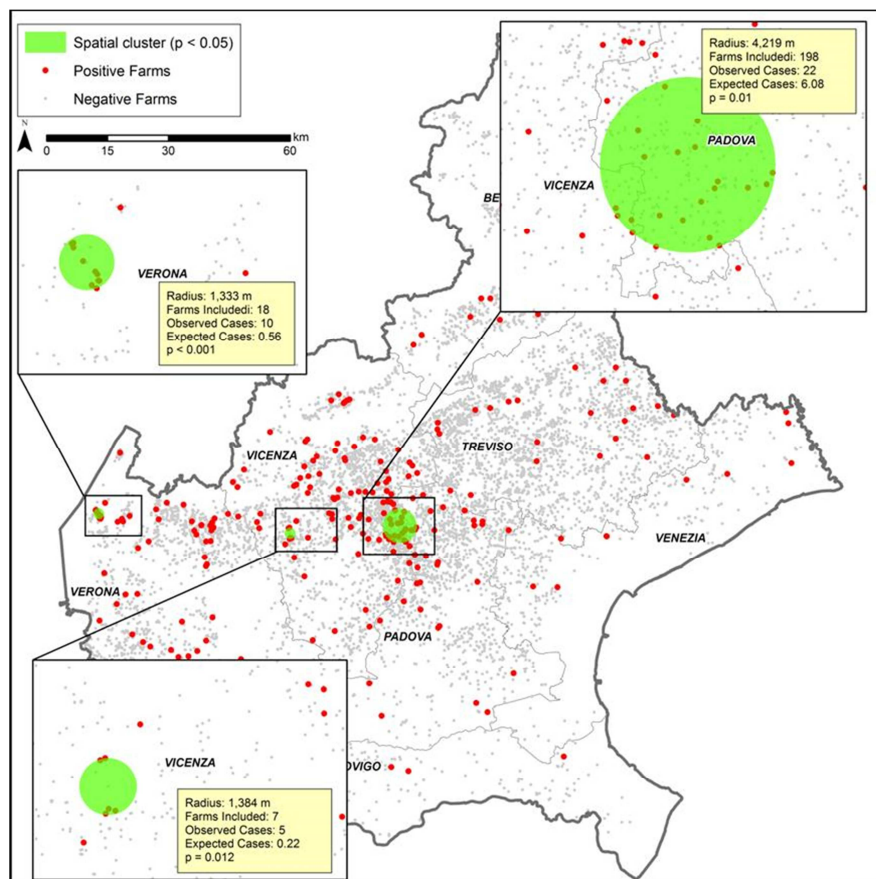 Spatial cluster (p < 0.05)
Positive Farms
Negative Farms
N
0 15 30 60 km
Radius: 4,219 m
Farms Includedi: 198
Observed Cases: 22
Expected Cases: 6.08
p = 0.01
PADOVA
VICENZA
BE
VERONA
Radius: 1,333 m
Farms Includedi: 18
Observed Cases: 10
Expected Cases: 0.56
p < 0.001
VICENZA
TREVISO
VENEZIA
VERONA
PADOVA
OVIGO
VICENZA
Radius: 1,384 m
Farms Included: 7
Observed Cases: 5
Expected Cases: 0.22
p = 0.012